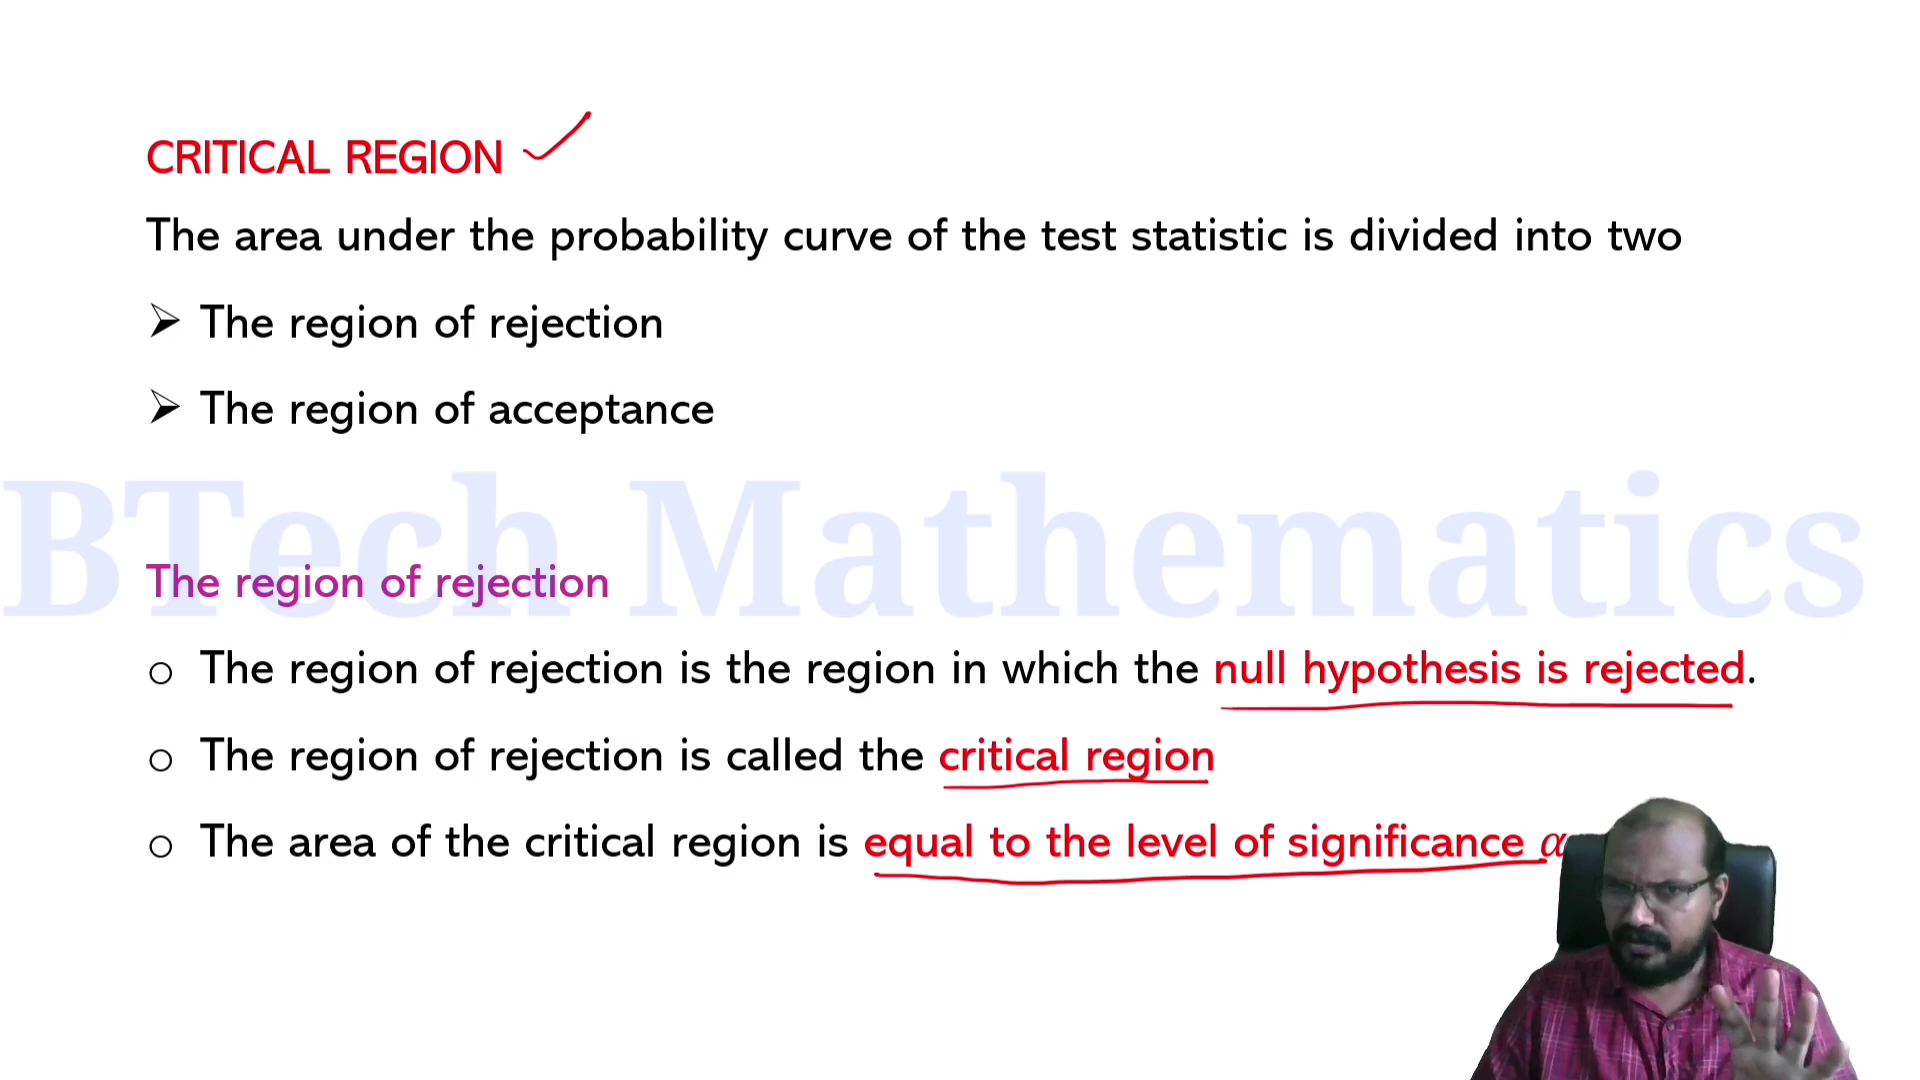 CRITICAL REGION
The area under the probability curve of the test statistic is divided into two
➢ The region of rejection
➢ The region of acceptance
BTech Mathematics
The region of rejection
o The region of rejection is the region in which the null hypothesis is rejected.
o The region of rejection is called the critical region
o The area of the critical region is equal to the level of significance α